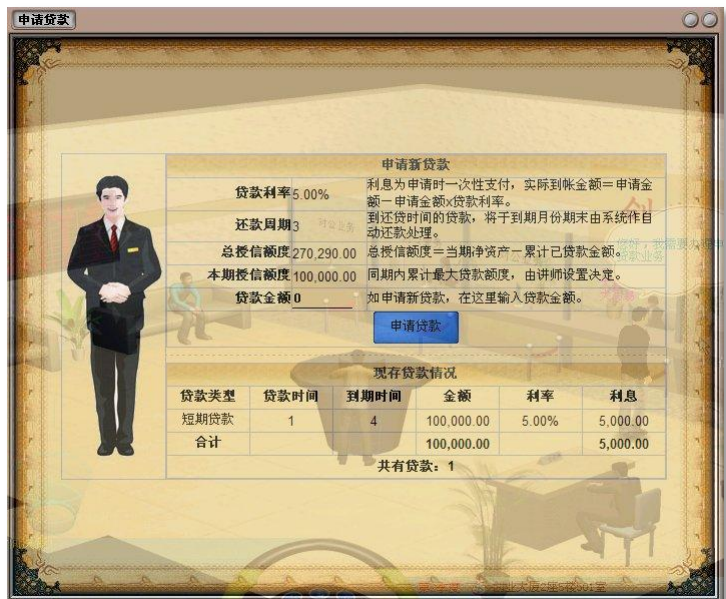 申请贷款
申请新贷款
贷款利率 5.00% 利息为申请时一次性支付，实际到帐金额＝申请金
额－申请金额x贷款利率。
还款周期 3 到还贷时间的贷款，将于到期月份期末由系统作自
动还款处理。
总授信额度 270,290.00 总授信额度＝当期净资产－累计已贷款金额。
本期授信额度 100,000.00 同期内累计最大贷款额度，由讲师设置决定。
贷款金额 0 如申请新贷款，在这里输入贷款金额。
申请贷款
现存贷款情况
贷款类型 贷款时间 到期时间 金额 利率 利息
短期贷款 1 4 100,000.00 5.00% 5,000.00
合计 100,000.00 5,000.00
共有贷款：1